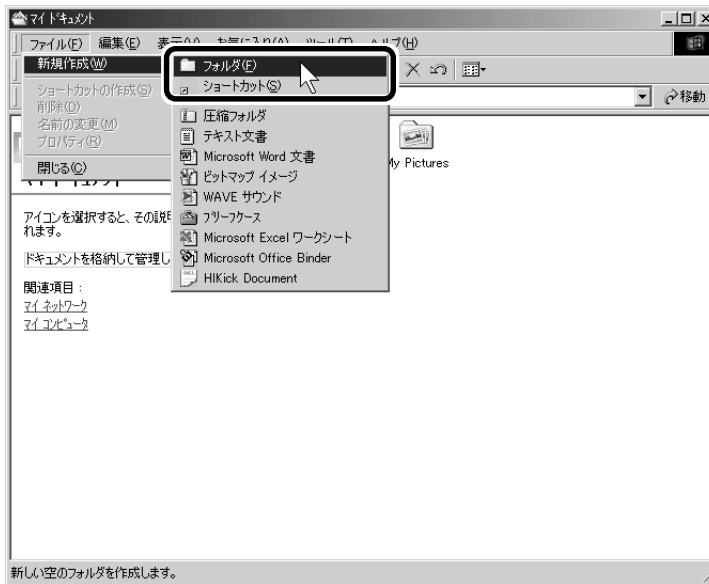 マイ ドキュメント
ファイル(F) 編集(E) 表示(V) お気に入り(A) ツール(T) ヘルプ(H)
新規作成(W)
ショートカットの作成(S)
削除(D)
名前の変更(M)
プロパティ(R)
閉じる(C)
フォルダ(F)
ショートカット(S)
圧縮フォルダ
テキスト文書
Microsoft Word 文書
ビットマップ イメージ
WAVE サウンド
ブリーフケース
Microsoft Excel ワークシート
Microsoft Office Binder
HIKick Document
移動
My Pictures
アイコンを選択すると、その説明
れます。
ドキュメントを格納して管理し
関連項目:
マイ ネットワーク
マイ コンピュータ
新しい空のフォルダを作成します。